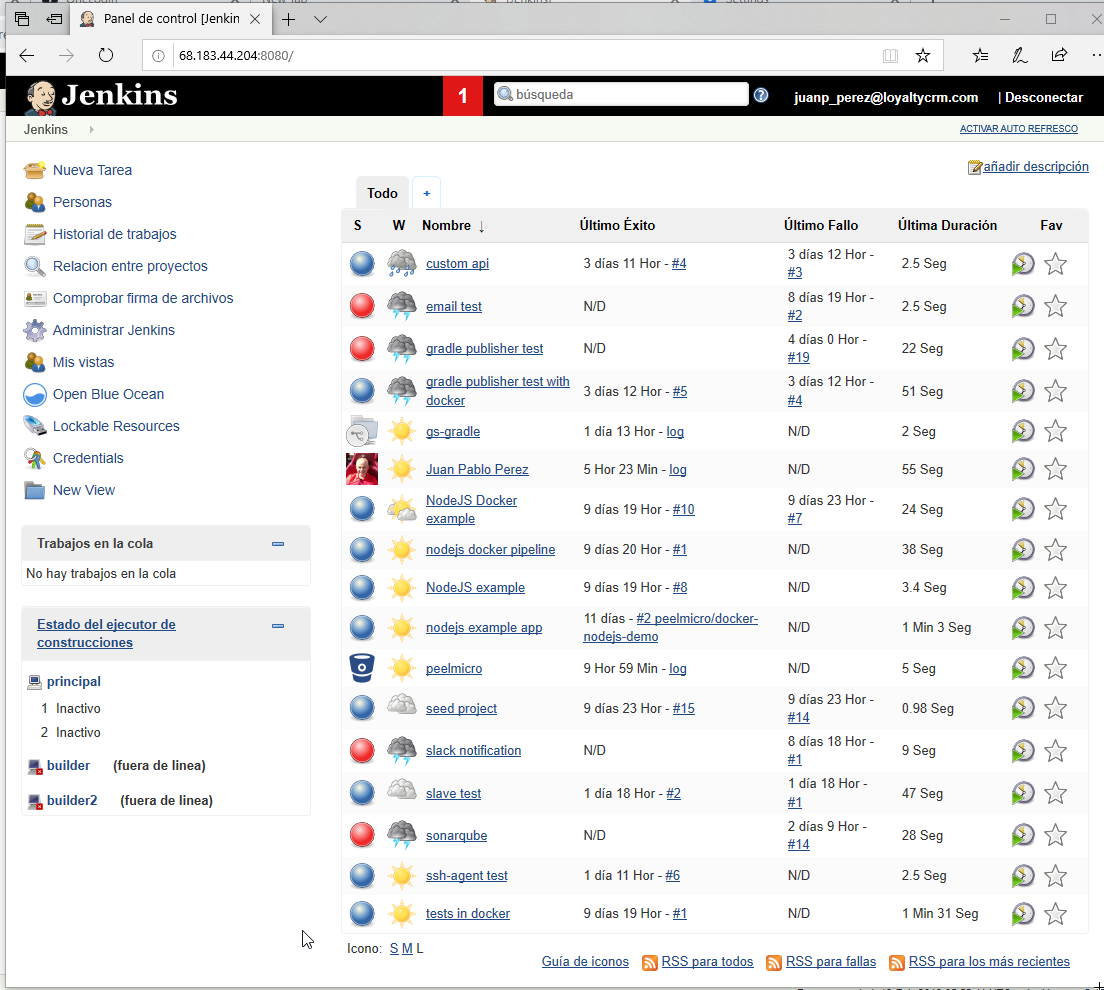 Panel de control [Jenkin
68.183.44.204:8080/
Jenkins
1
búsqueda
juanp_perez@loyaltycrm.com | Desconectar
Jenkins
ACTIVAR AUTO REFRESCO
Nueva Tarea
Personas
Historial de trabajos
Relacion entre proyectos
Comprobar firma de archivos
Administrar Jenkins
Mis vistas
Open Blue Ocean
Lockable Resources
Credentials
New View
Trabajos en la cola
No hay trabajos en la cola
Estado del ejecutor de
construcciones
principal
1 Inactivo
2 Inactivo
builder (fuera de linea)
builder2 (fuera de linea)
añadir descripción
Todo +
S W Nombre ↓ Último Éxito Último Fallo Última Duración Fav
custom api 3 días 11 Hor - #4 3 días 12 Hor - #3 2.5 Seg
email test N/D 8 días 19 Hor - #2 2.5 Seg
gradle publisher test N/D 4 días 0 Hor - #19 22 Seg
gradle publisher test with docker 3 días 12 Hor - #5 3 días 12 Hor - #4 51 Seg
gs-gradle 1 día 13 Hor - log N/D 2 Seg
Juan Pablo Perez 5 Hor 23 Min - log N/D 55 Seg
NodeJS Docker example 9 días 19 Hor - #10 9 días 23 Hor - #7 24 Seg
nodejs docker pipeline 9 días 20 Hor - #1 N/D 38 Seg
NodeJS example 9 días 19 Hor - #8 N/D 3.4 Seg
nodejs example app 11 días - #2 peelmicro/docker-nodejs-demo N/D 1 Min 3 Seg
peelmicro 9 Hor 59 Min - log N/D 5 Seg
seed project 9 días 23 Hor - #15 9 días 23 Hor - #14 0.98 Seg
slack notification N/D 8 días 18 Hor - #1 9 Seg
slave test 1 día 18 Hor - #2 1 día 18 Hor - #1 47 Seg
sonarqube N/D 2 días 9 Hor - #14 28 Seg
ssh-agent test 1 día 11 Hor - #6 N/D 2.5 Seg
tests in docker 9 días 19 Hor - #1 N/D 1 Min 31 Seg
Icono: S M L
Guía de iconos RSS para todos RSS para fallas RSS para los más recientes